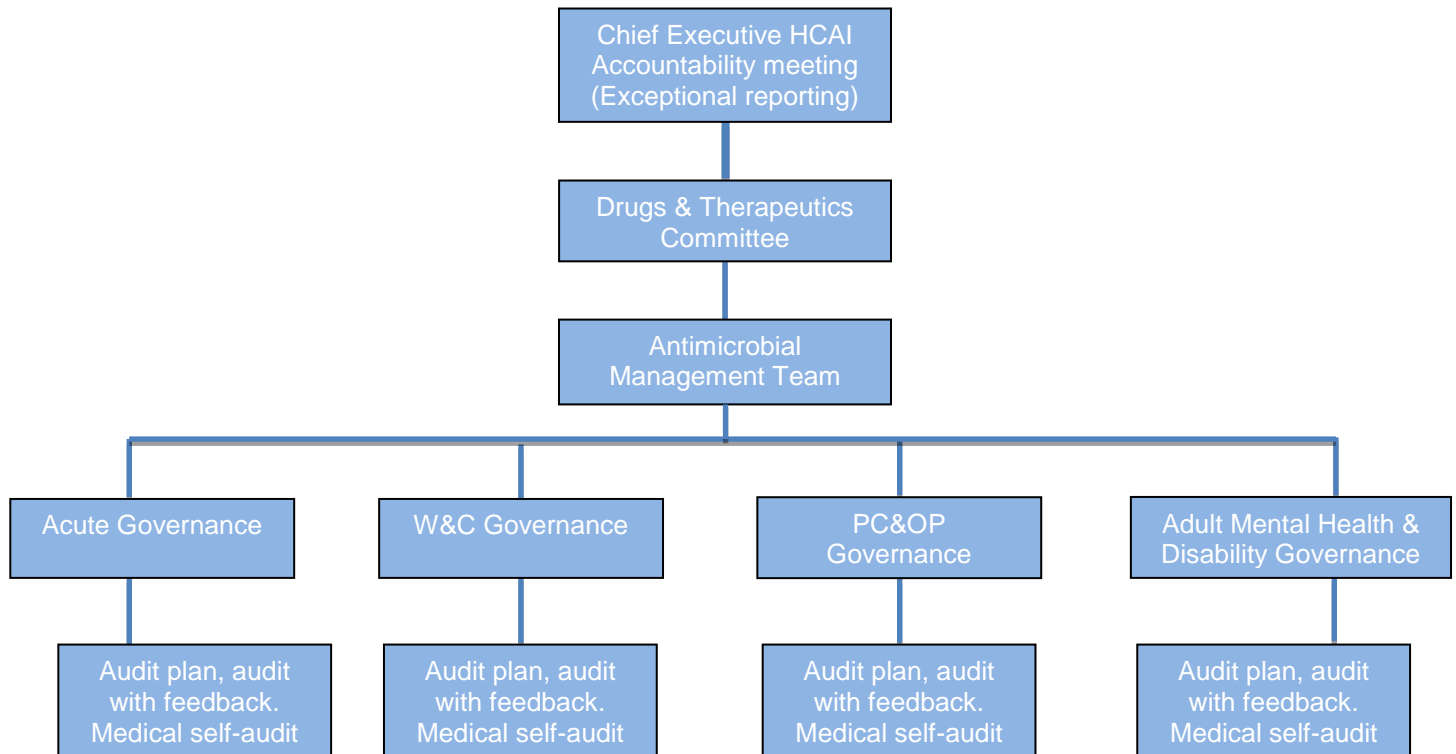 Chief Executive HCAI
Accountability meeting
(Exceptional reporting)
Drugs & Therapeutics
Committee
Antimicrobial
Management Team
Acute Governance
W&C Governance
PC&OP
Governance
Adult Mental Health &
Disability Governance
Audit plan, audit
with feedback.
Medical self-audit
Audit plan, audit
with feedback.
Medical self-audit
Audit plan, audit
with feedback.
Medical self-audit
Audit plan, audit
with feedback.
Medical self-audit